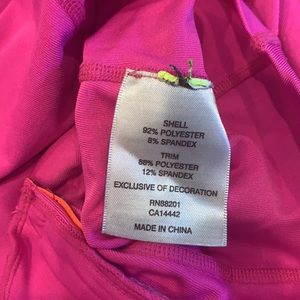 SHELL
92% POLYESTER
8% SPANDEX
TRIM
88% POLYESTER
12% SPANDEX
EXCLUSIVE OF DECORATION
RN88201
CA14442
MADE IN CHINA